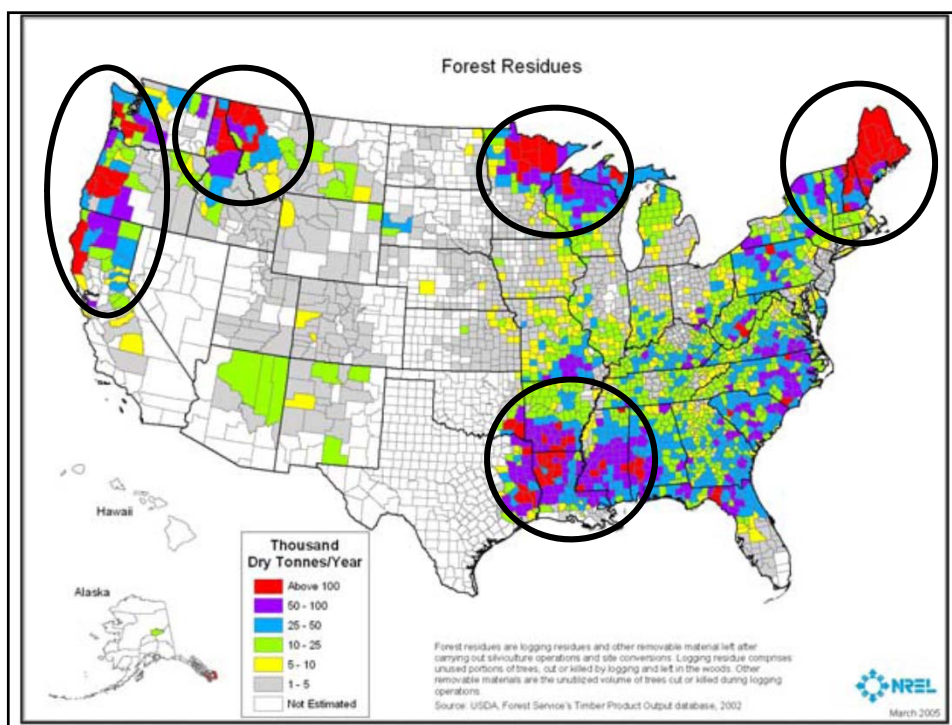 Forest Residues
Hawaii
Alaska
Thousand
Dry Tonnes/Year
Above 100
50 - 100
25 - 50
10 - 25
5 - 10
1 - 5
Not Estimated
Forest residues are logging residues and other removable material left after
carrying out silviculture operations and site conversions. Logging residue comprises
unused portions of trees, cut or killed by logging and left in the woods. Other
removable materials are the unutilized volume of trees cut or killed during logging
operations.
Source: USDA, Forest Service's Timber Product Output database, 2002
NREL
March 2005